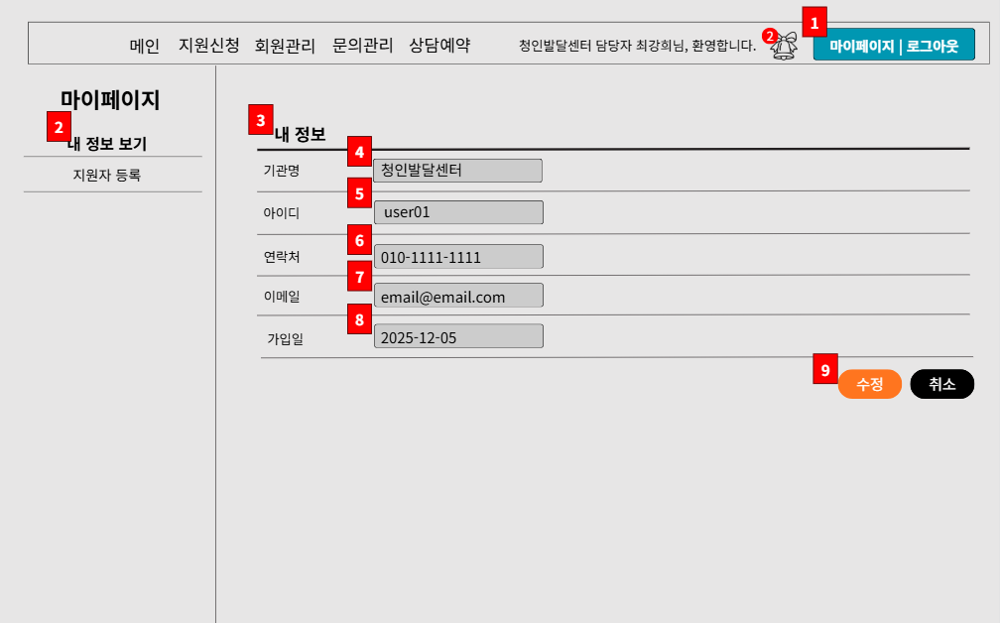 1
메인 지원신청 회원관리 문의관리 상담예약 청인발달센터 담당자 최강희님, 환영합니다. 2 마이페이지 | 로그아웃
마이페이지
2
내 정보 보기
지원자 등록
3
내 정보
4
기관명 청인발달센터
5
아이디 user01
6
연락처 010-1111-1111
7
이메일 email@email.com
8
가입일 2025-12-05
9
수정 취소